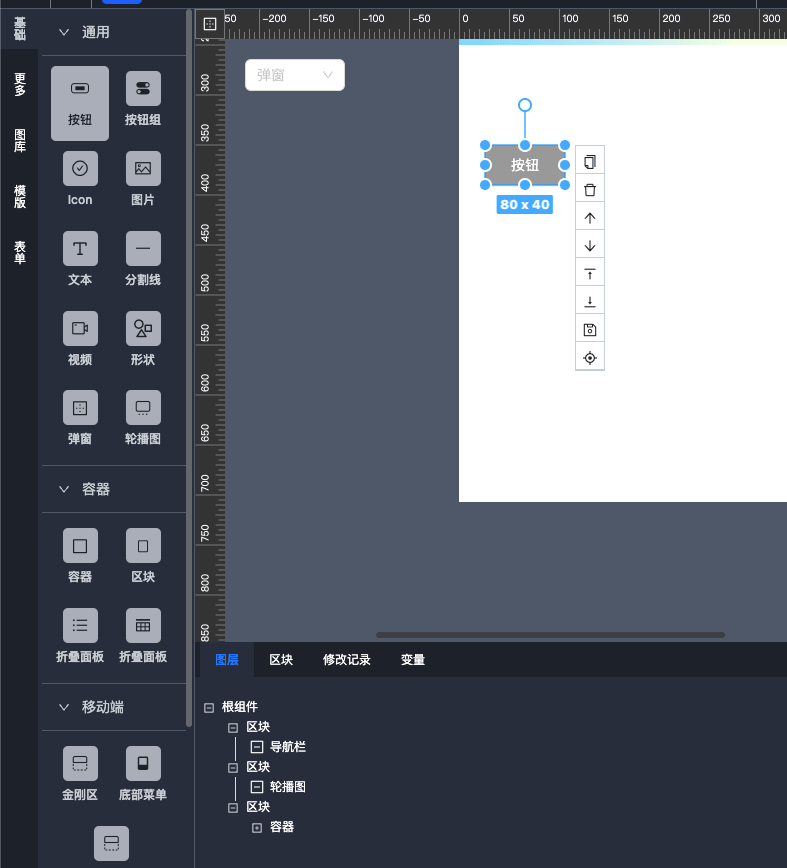 基础
更多
图库
模版
表单
通用
按钮
按钮组
Icon
图片
文本
分割线
视频
形状
弹窗
轮播图
容器
容器
区块
折叠面板
折叠面板
移动端
金刚区
底部菜单
50
-200
-150
-100
-50
0
50
100
150
200
250
300
300
350
400
450
500
550
600
650
700
750
800
850
弹窗
按钮
80 x 40
图层
区块
修改记录
变量
根组件
区块
导航栏
区块
轮播图
区块
容器